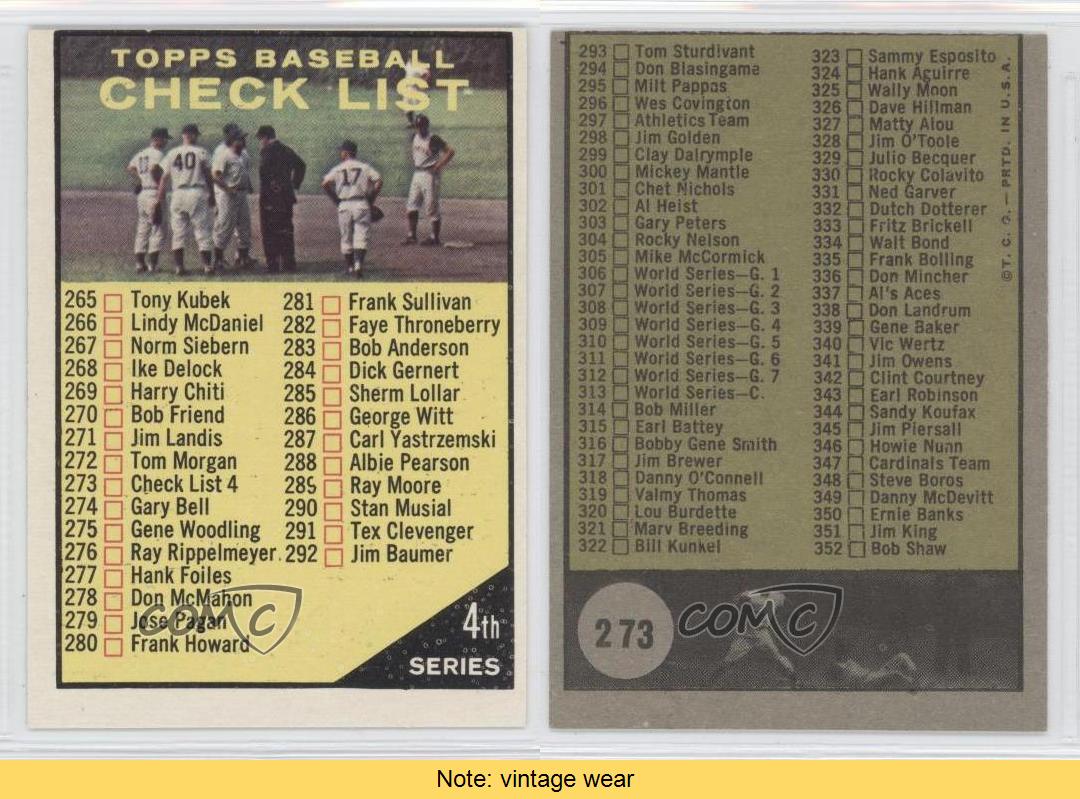 TOPPS BASEBALL
CHECK LIST
40
17
265 Tony Kubek
266 Lindy McDaniel
267 Norm Siebern
268 Ike Delock
269 Harry Chiti
270 Bob Friend
271 Jim Landis
272 Tom Morgan
273 Check List 4
274 Gary Bell
275 Gene Woodling
276 Ray Rippelmeyer
277 Hank Foiles
278 Don McMahon
279 Jose Pagan
280 Frank Howard
281 Frank Sullivan
282 Faye Throneberry
283 Bob Anderson
284 Dick Gernert
285 Sherm Lollar
286 George Witt
287 Carl Yastrzemski
288 Albie Pearson
289 Ray Moore
290 Stan Musial
291 Tex Clevenger
292 Jim Baumer
4th
SERIES
COMC
293 Tom Sturdivant
294 Don Blasingame
295 Milt Pappas
296 Wes Covington
297 Athletics Team
298 Jim Golden
299 Clay Dalrymple
300 Mickey Mantle
301 Chet Nichols
302 Al Heist
303 Gary Peters
304 Rocky Nelson
305 Mike McCormick
306 World Series—G. 1
307 World Series—G. 2
308 World Series—G. 3
309 World Series—G. 4
310 World Series—G. 5
311 World Series—G. 6
312 World Series—G. 7
313 World Series—C.
314 Bob Miller
315 Earl Battey
316 Bobby Gene Smith
317 Jim Brewer
318 Danny O'Connell
319 Valmy Thomas
320 Lou Burdette
321 Marv Breeding
322 Bill Kunkel
323 Sammy Esposito
324 Hank Aguirre
325 Wally Moon
326 Dave Hillman
327 Matty Alou
328 Jim O'Toole
329 Julio Becquer
330 Rocky Colavito
331 Ned Garver
332 Dutch Dotterer
333 Fritz Brickell
334 Walt Bond
335 Frank Bolling
336 Don Mincher
337 Al's Aces
338 Don Landrum
339 Gene Baker
340 Vic Wertz
341 Jim Owens
342 Clint Courtney
343 Earl Robinson
344 Sandy Koufax
345 Jim Piersall
346 Howie Nunn
347 Cardinals Team
348 Steve Boros
349 Danny McDevitt
350 Ernie Banks
351 Jim King
352 Bob Shaw
© T. C. G. — PRTD. IN U.S.A.
273
COMC
Note: vintage wear